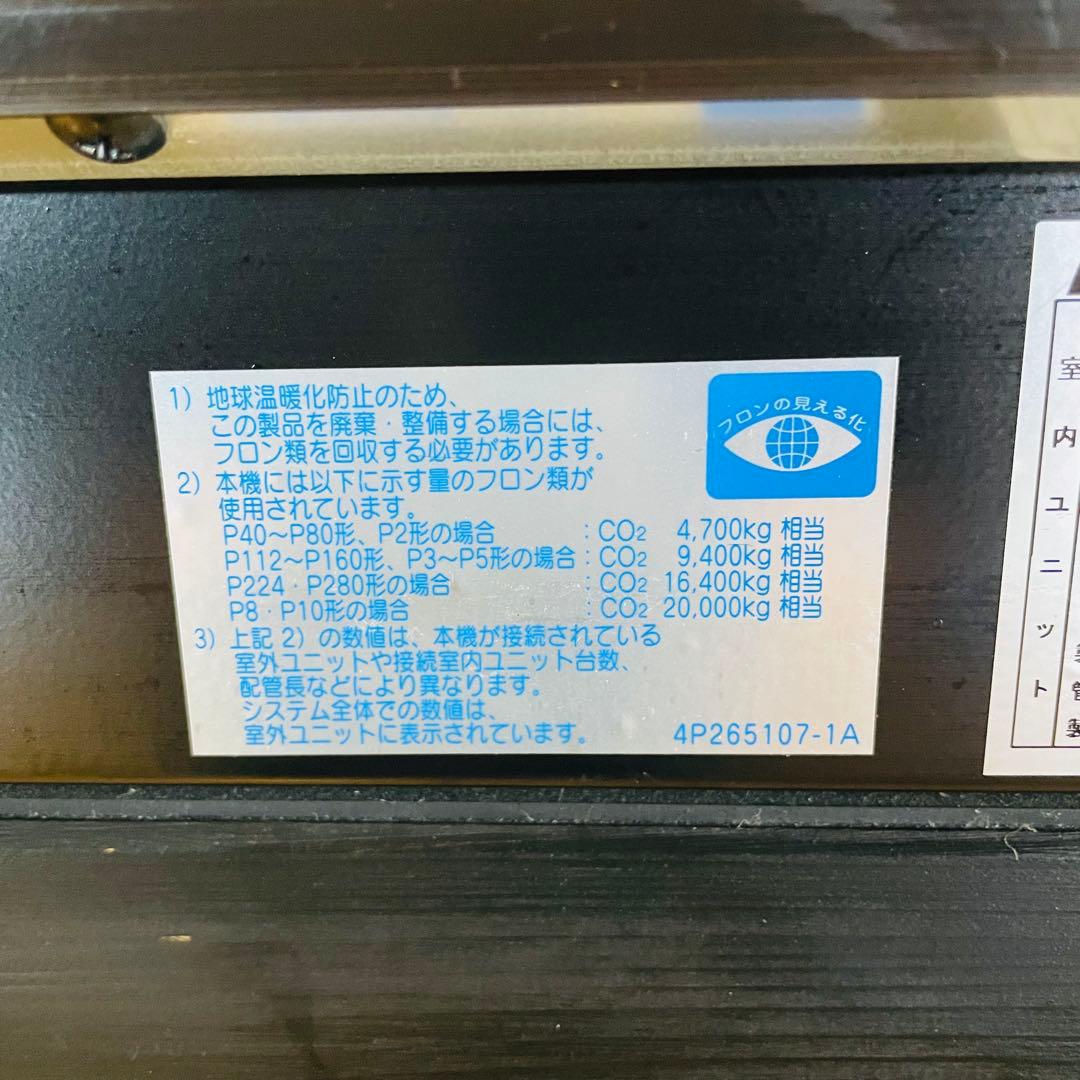 フロンの見える化
1) 地球温暖化防止のため、
この製品を廃棄・整備する場合には、
フロン類を回収する必要があります。
2) 本機には以下に示す量のフロン類が
使用されています。
P40～P80形、P2形の場合 : CO2 4,700kg 相当
P112～P160形、P3～P5形の場合 : CO2 9,400kg 相当
P224・P280形の場合 : CO2 16,400kg 相当
P8・P10形の場合 : CO2 20,000kg 相当
3) 上記 2) の数値は、本機が接続されている
室外ユニットや接続室内ユニット台数、
配管長などにより異なります。
システム全体での数値は、
室外ユニットに表示されています。
4P265107-1A
室内ユニット